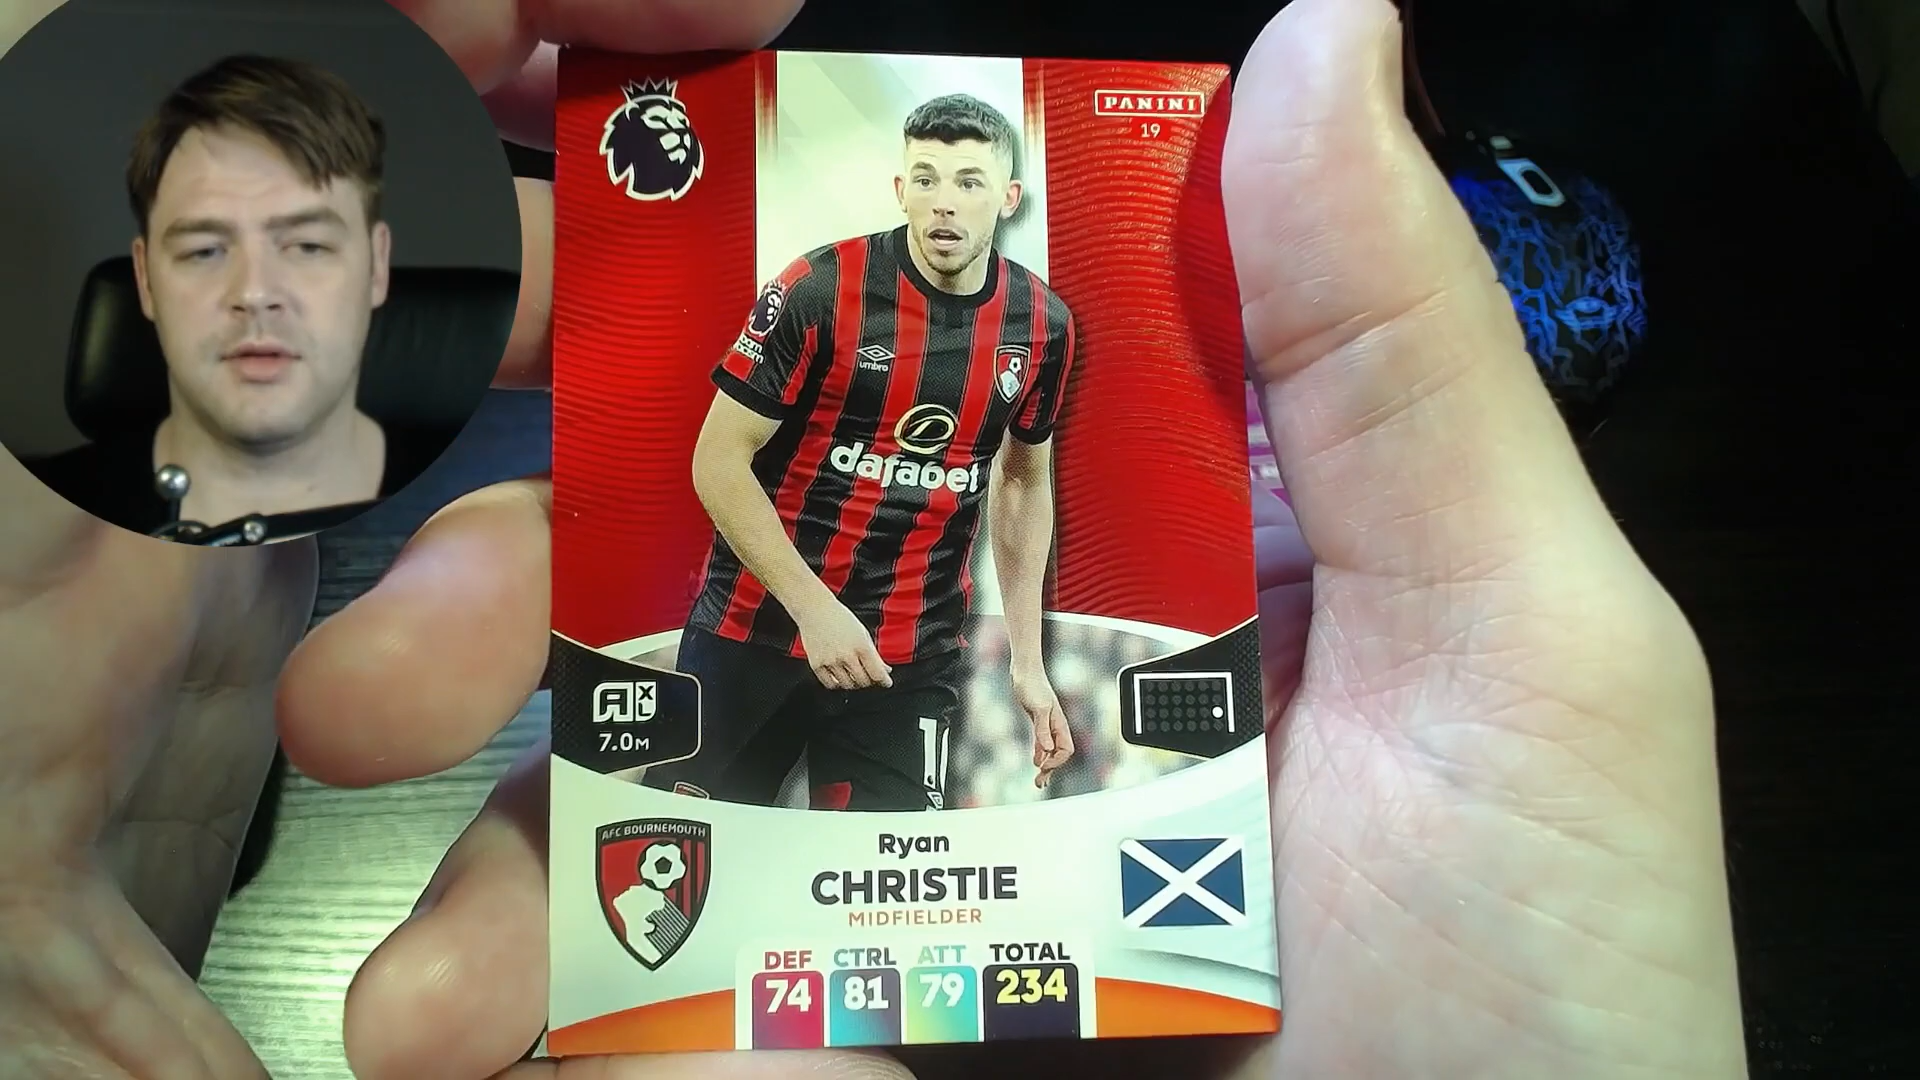 PANINI
19
umbro
dafabet
AXL
7.0M
AFC BOURNEMOUTH
Ryan
CHRISTIE
MIDFIELDER
DEF CTRL ATT TOTAL
74 81 79 234